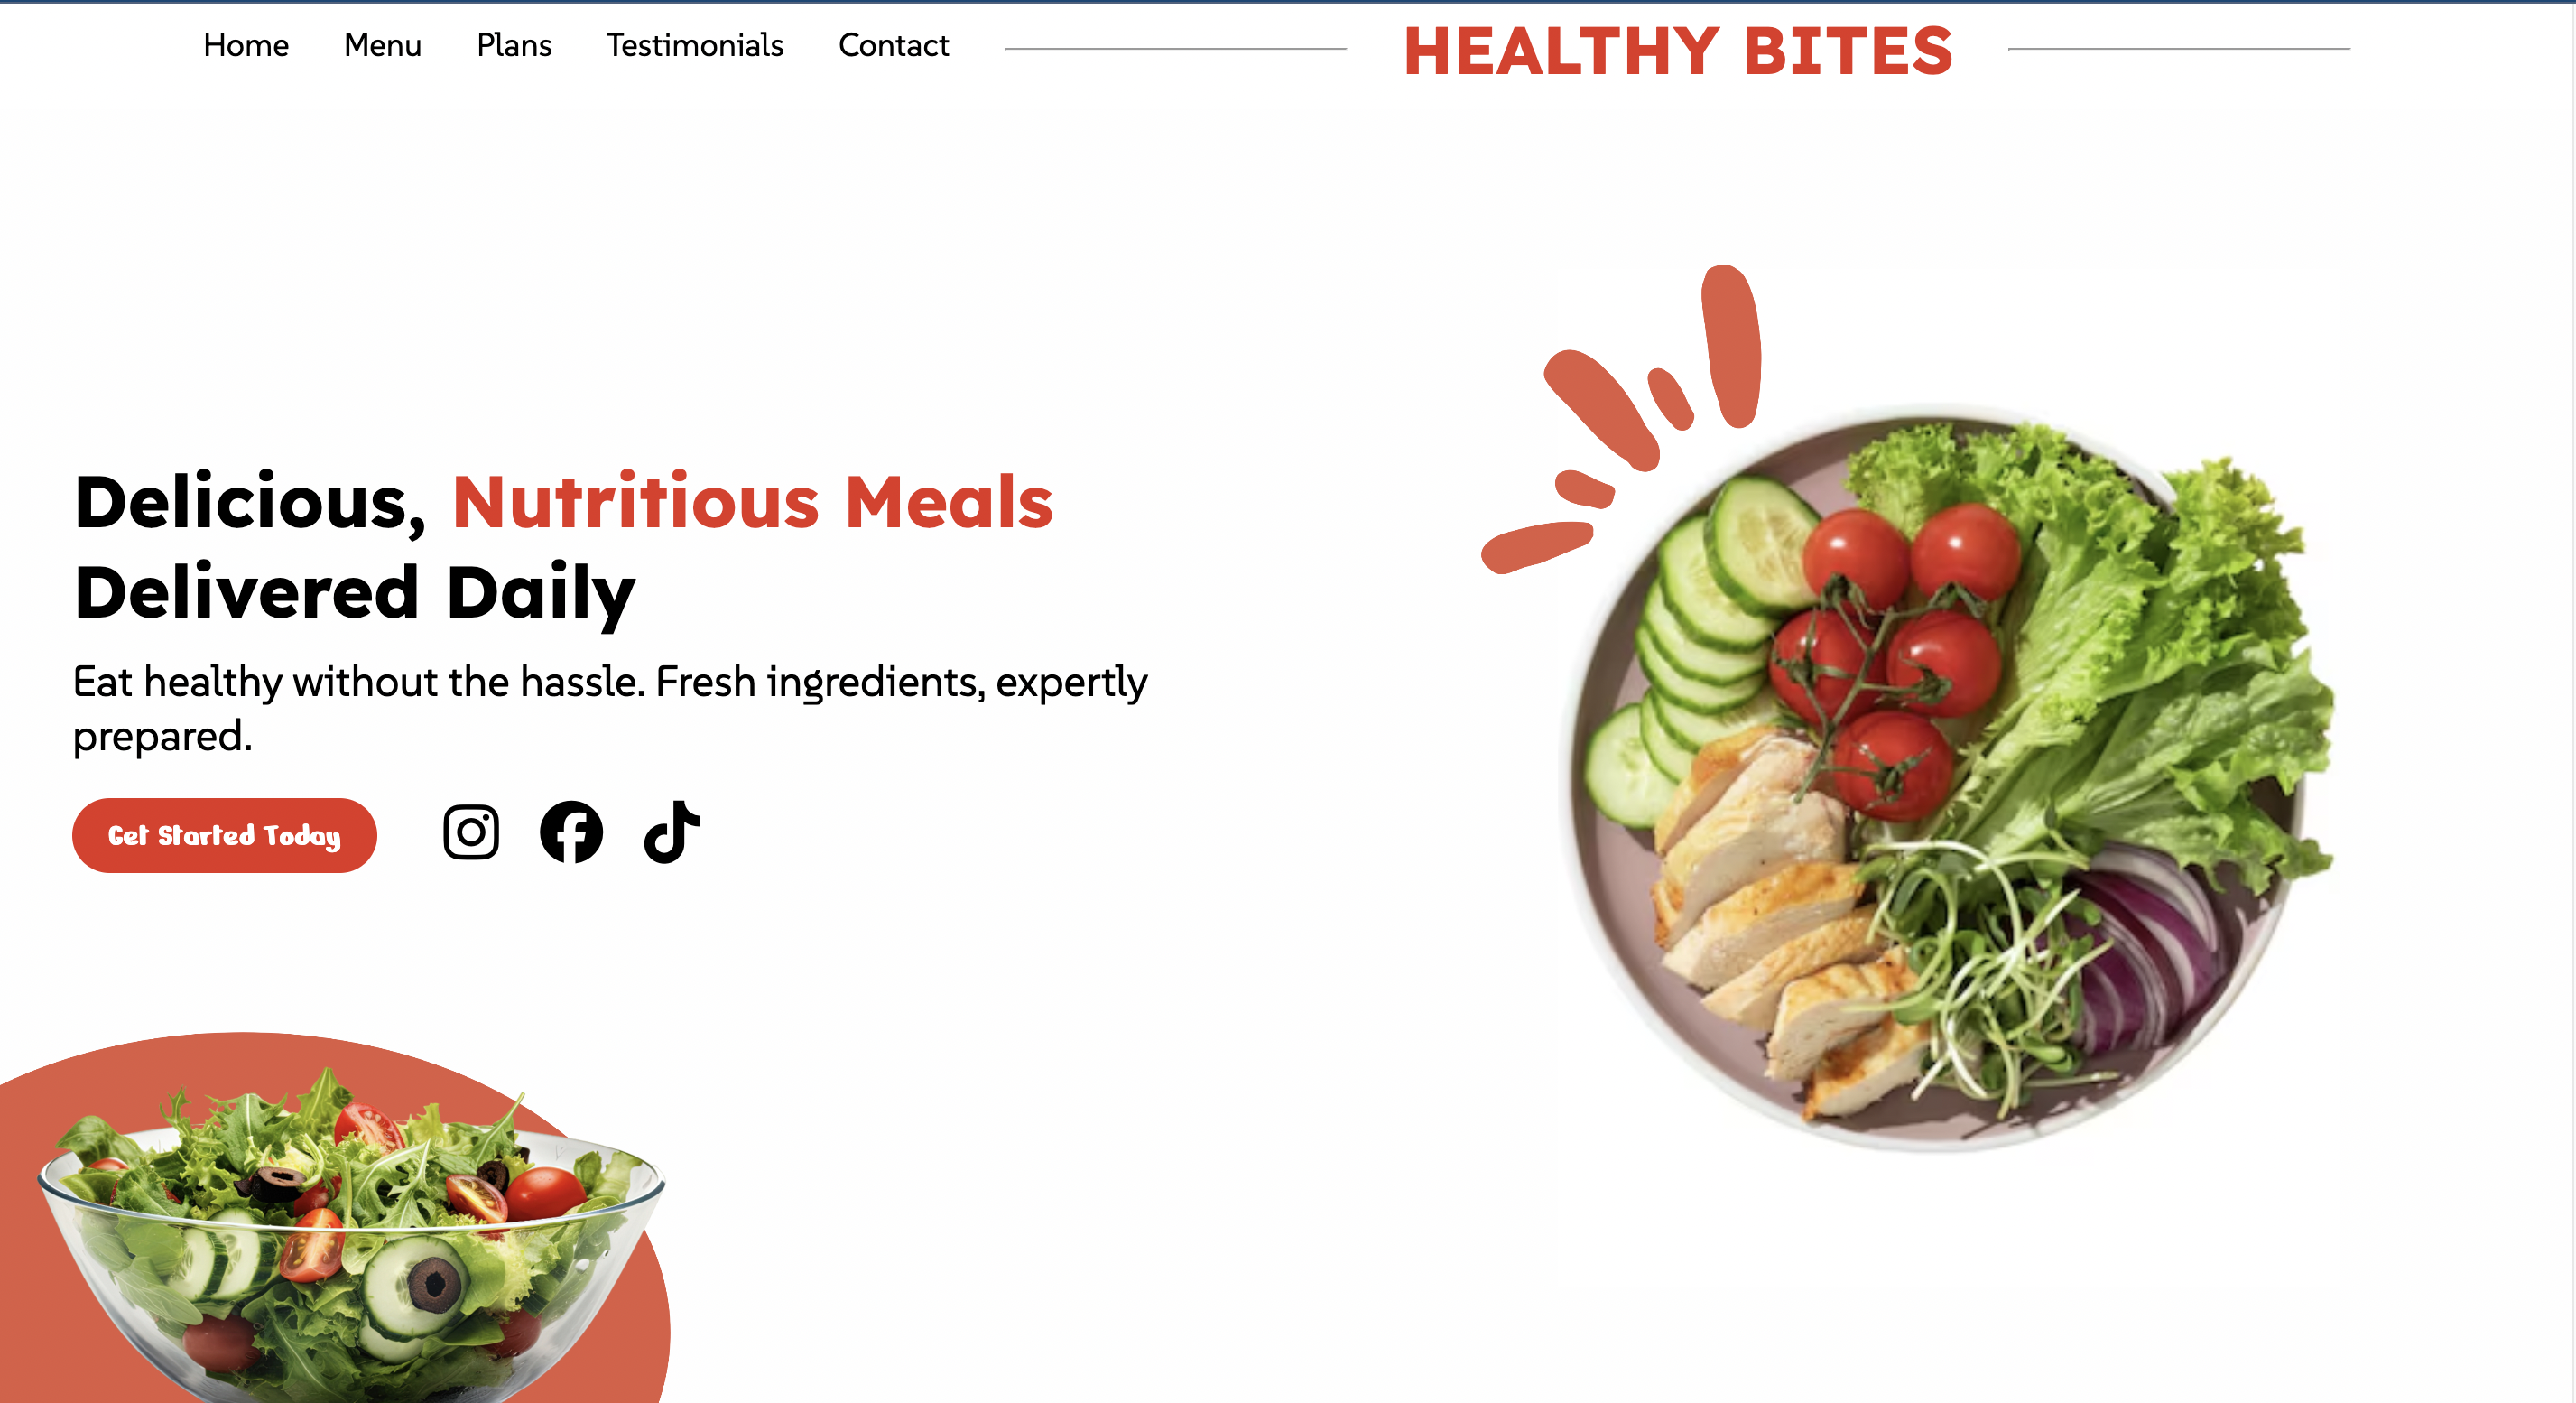 Home Menu Plans Testimonials Contact HEALTHY BITES
Delicious, Nutritious Meals
Delivered Daily
Eat healthy without the hassle. Fresh ingredients, expertly
prepared.
Get Started Today